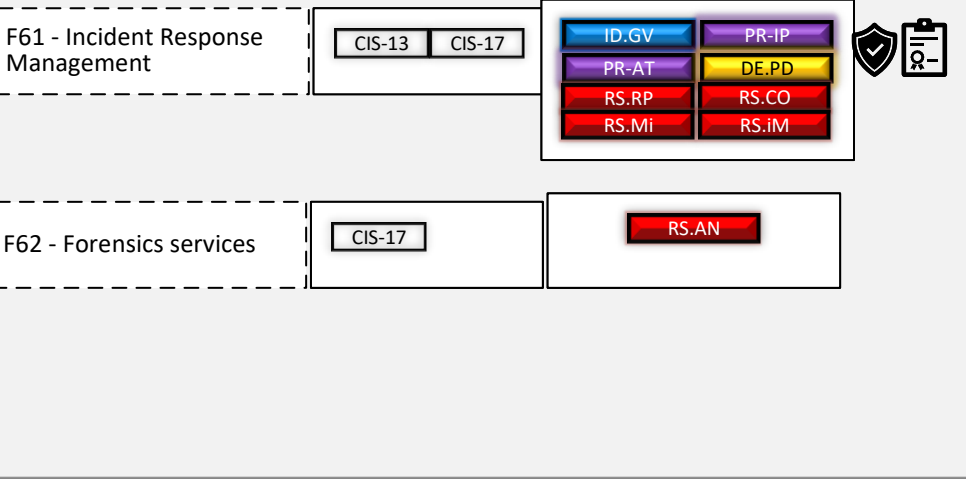 F61 - Incident Response
Management
CIS-13 CIS-17
ID.GV PR-IP
PR-AT DE.PD
RS.RP RS.CO
RS.Mi RS.iM
F62 - Forensics services
CIS-17
RS.AN